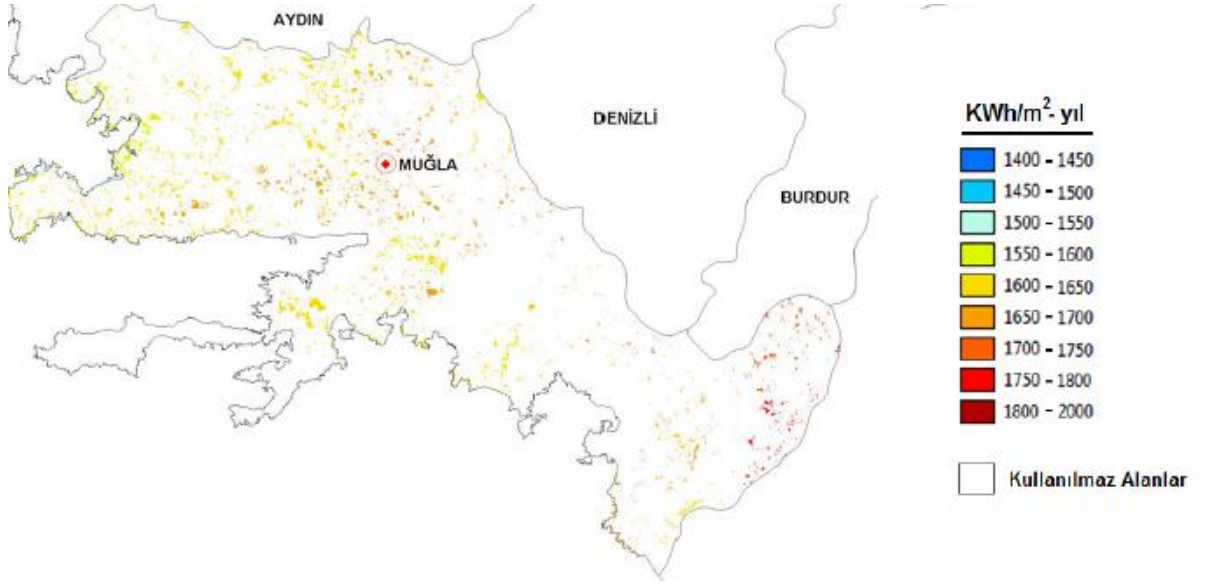 AYDIN
DENİZLİ
MUĞLA
BURDUR
KWh/m²- yıl
1400 - 1450
1450 - 1500
1500 - 1550
1550 - 1600
1600 - 1650
1650 - 1700
1700 - 1750
1750 - 1800
1800 - 2000
Kullanılmaz Alanlar